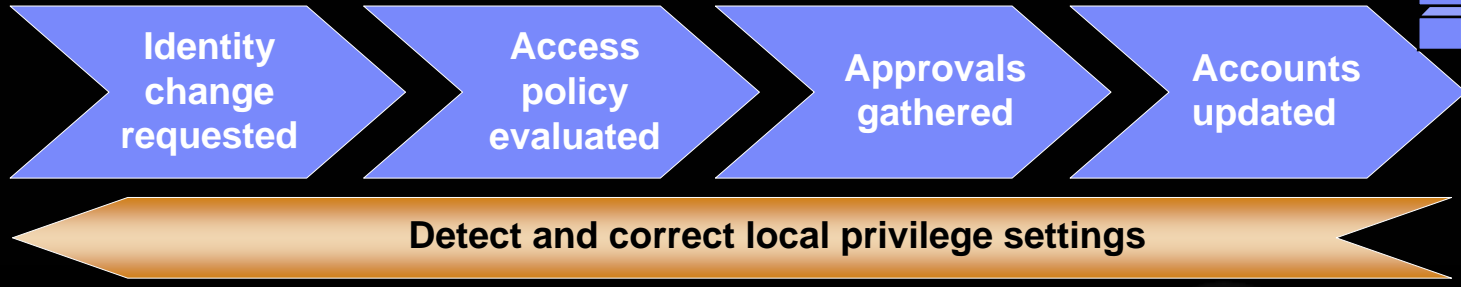 Identity
change
requested
Access
policy
evaluated
Approvals
gathered
Accounts
updated
Detect and correct local privilege settings